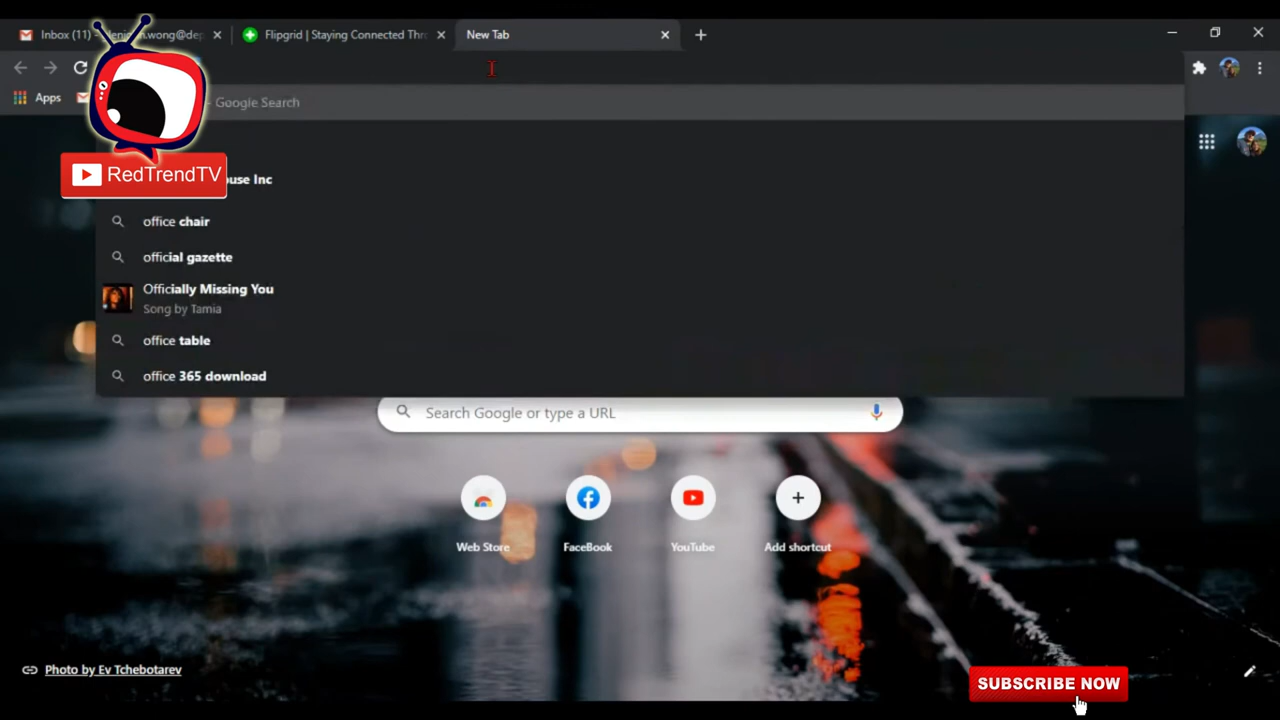 Inbox (11)
.wong@de
Flipgrid | Staying Connected Thr
New Tab
Apps
- Google Search
RedTrendTV
use Inc
office chair
official gazette
Officially Missing You
Song by Tamia
office table
office 365 download
Search Google or type a URL
Web Store
FaceBook
YouTube
Add shortcut
Photo by Ev Tchebotarev
SUBSCRIBE NOW